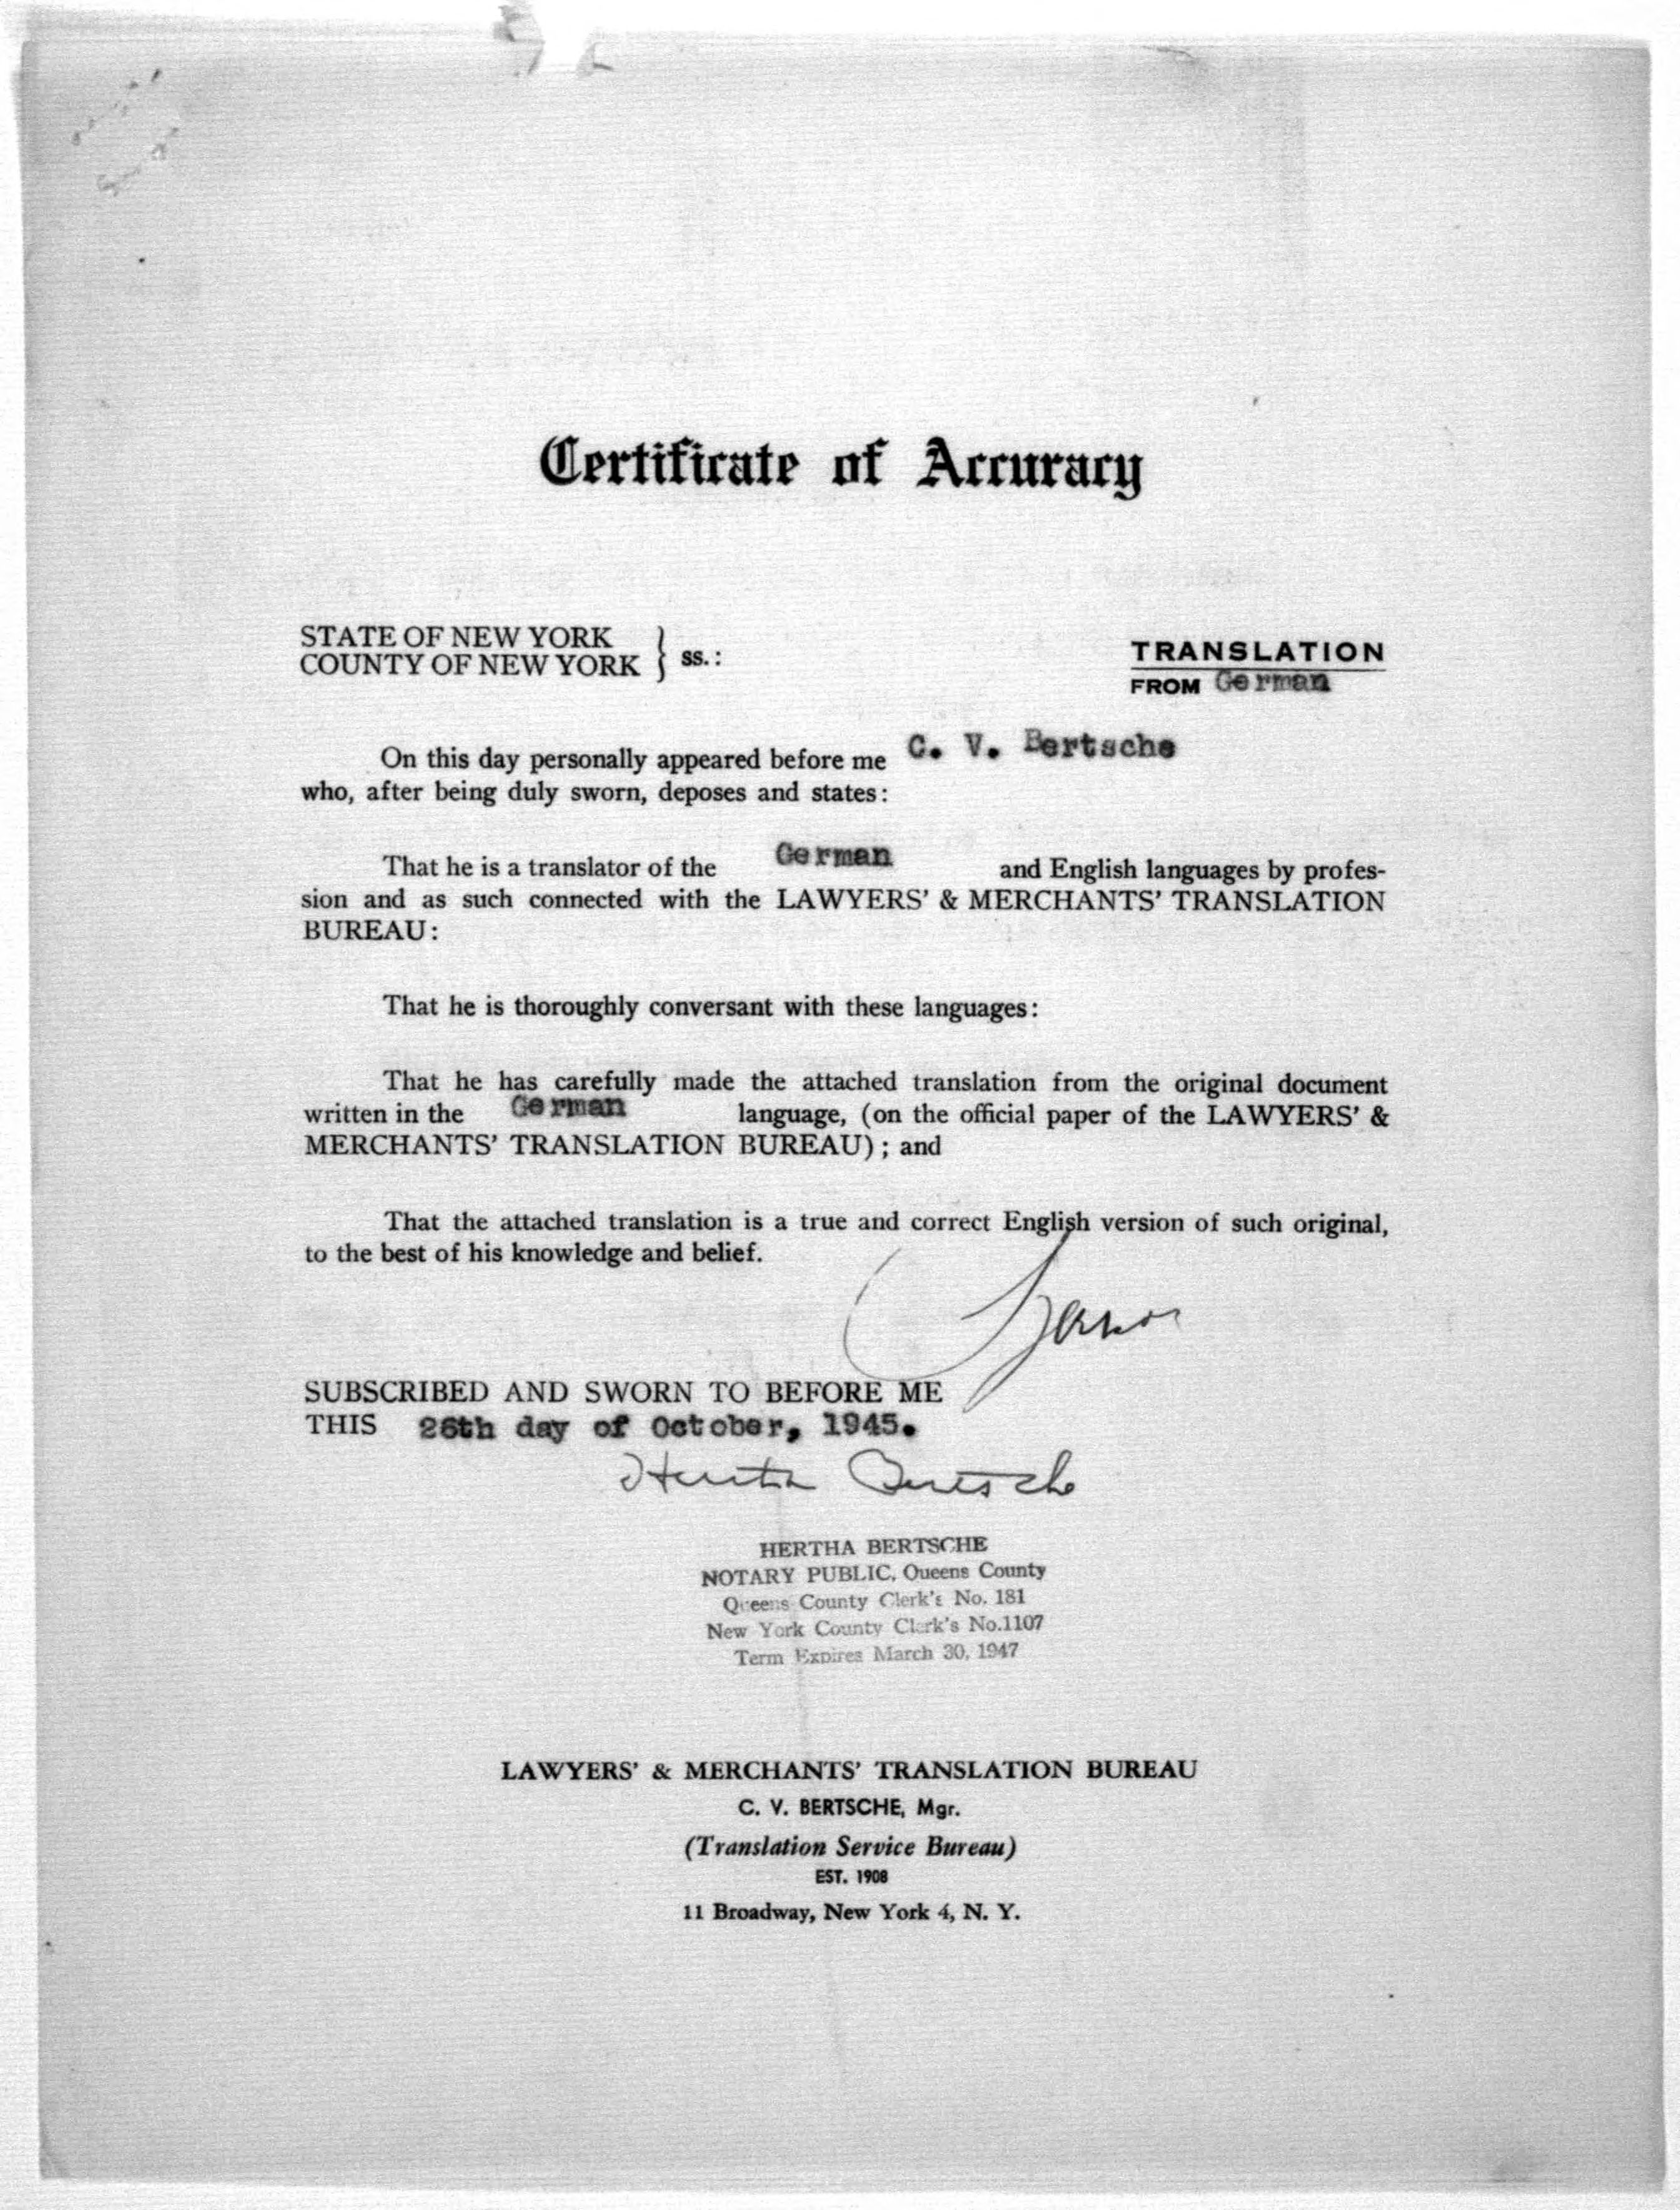 Certificate of Accuracy
STATE OF NEW YORK
COUNTY OF NEW YORK } ss.:
TRANSLATION
FROM German
On this day personally appeared before me C. V. Bertsche
who, after being duly sworn, deposes and states:
That he is a translator of the German and English languages by profes-
sion and as such connected with the LAWYERS' & MERCHANTS' TRANSLATION
BUREAU:
That he is thoroughly conversant with these languages:
That he has carefully made the attached translation from the original document
written in the German language, (on the official paper of the LAWYERS' &
MERCHANTS' TRANSLATION BUREAU); and
That the attached translation is a true and correct English version of such original,
to the best of his knowledge and belief.
SUBSCRIBED AND SWORN TO BEFORE ME
THIS 26th day of October, 1945.
Hertha Bertsche
HERTHA BERTSCHE
NOTARY PUBLIC, Queens County
Queens County Clerk's No. 181
New York County Clerk's No.1107
Term Expires March 30, 1947
LAWYERS' & MERCHANTS' TRANSLATION BUREAU
C. V. BERTSCHE, Mgr.
(Translation Service Bureau)
EST. 1908
11 Broadway, New York 4, N. Y.